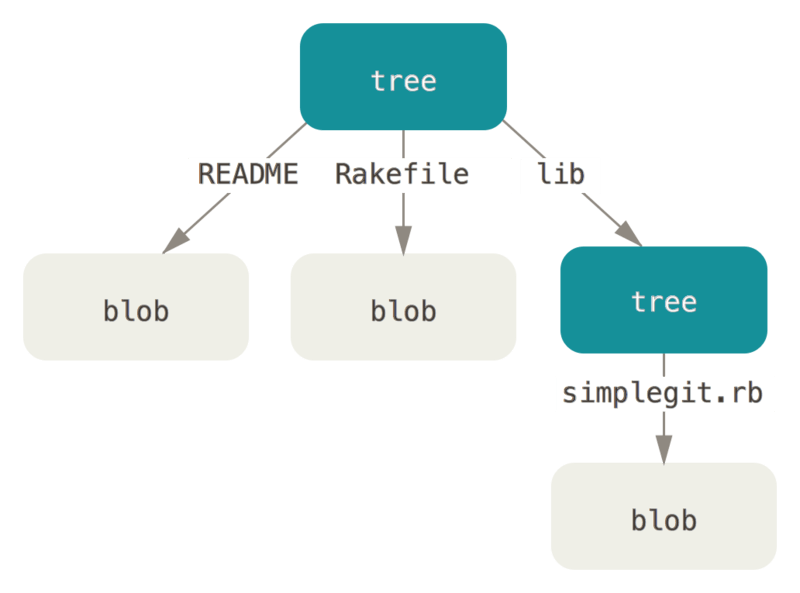 tree
README
Rakefile
lib
blob
blob
tree
simplegit.rb
blob